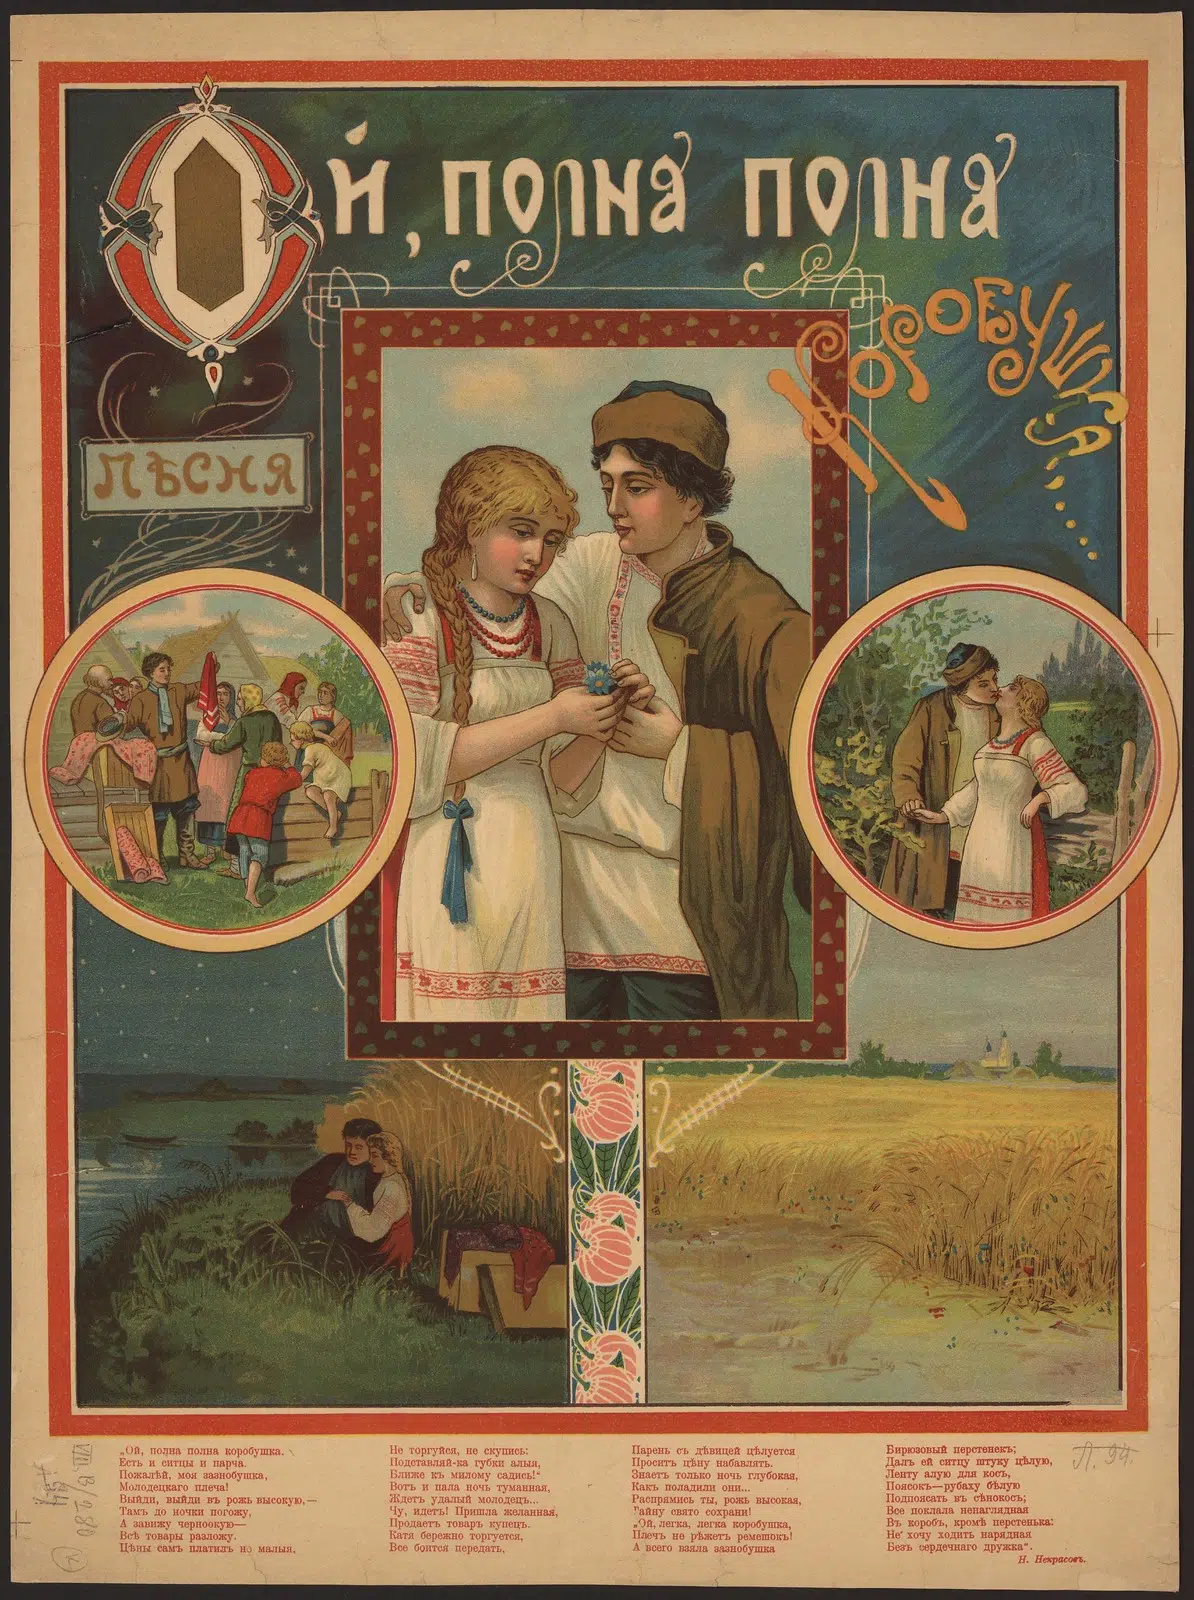 Ой, полна полна
Коробушка
ПѢСНЯ
„Ой, полна полна коробушка.
Есть и ситцы и парча.
Пожалѣй, моя зазнобушка,
Молодецкаго плеча!
Выйди, выйди въ рожь высокую,—
Тамъ до ночки погожу,
А завижу черноокую—
Всѣ товары разложу.
Цѣны самъ платилъ не малыя,
Не торгуйся, не скупись:
Подставляй-ка губки алыя,
Ближе къ милому садись!“
Вотъ и пала ночь туманная,
Ждетъ удалый молодецъ...
Чу, идетъ! Пришла желанная,
Продаетъ товаръ купецъ.
Катя бережно торгуется,
Все боится передать,
Парень съ дѣвицей цѣлуется
Проситъ цѣну набавлять.
Знаетъ только ночь глубокая,
Какъ поладили они...
Распрямись ты, рожь высокая,
Тайну свято сохрани!
„Ой, легка, легка коробушка,
Плечъ не рѣжетъ ремешокъ!
А всего взяла зазнобушка
Бирюзовый перстенекъ;
Далъ ей ситцу штуку цѣлую,
Ленту алую для косъ,
Поясокъ—рубаху бѣлую
Подпоясать въ сѣнокосъ;
Все поклала ненаглядная
Въ коробъ, кромѣ перстенька:
Не хочу ходить нарядная
Безъ сердечнаго дружка“.
Н. Некрасовъ.
Л. 94.